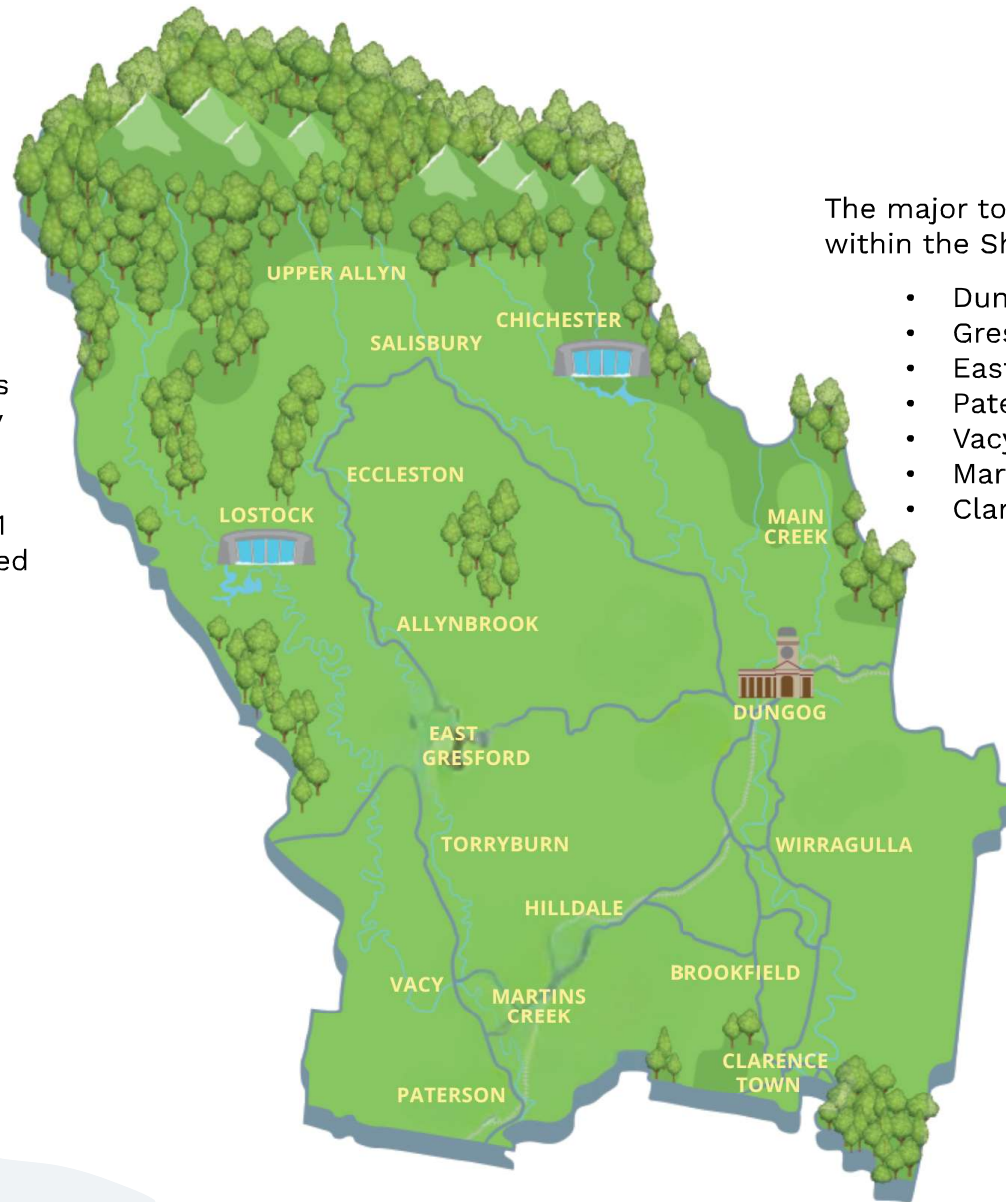 The major to
within the Sh
• Dun
• Gres
• East
• Pate
• Vacy
• Mar
• Clar
s
y
1
ed
UPPER ALLYN
CHICHESTER
SALISBURY
ECCLESTON
LOSTOCK
MAIN
CREEK
ALLYNBROOK
DUNGOG
EAST
GRESFORD
TORRYBURN
WIRRAGULLA
HILLDALE
BROOKFIELD
VACY
MARTINS
CREEK
CLARENCE
TOWN
PATERSON